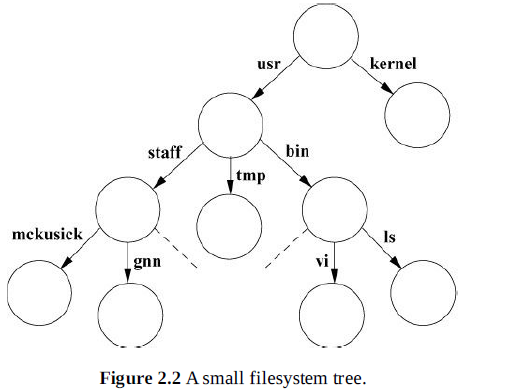 usr
kernel
staff
bin
tmp
mckusick
gnn
vi
ls
Figure 2.2 A small filesystem tree.